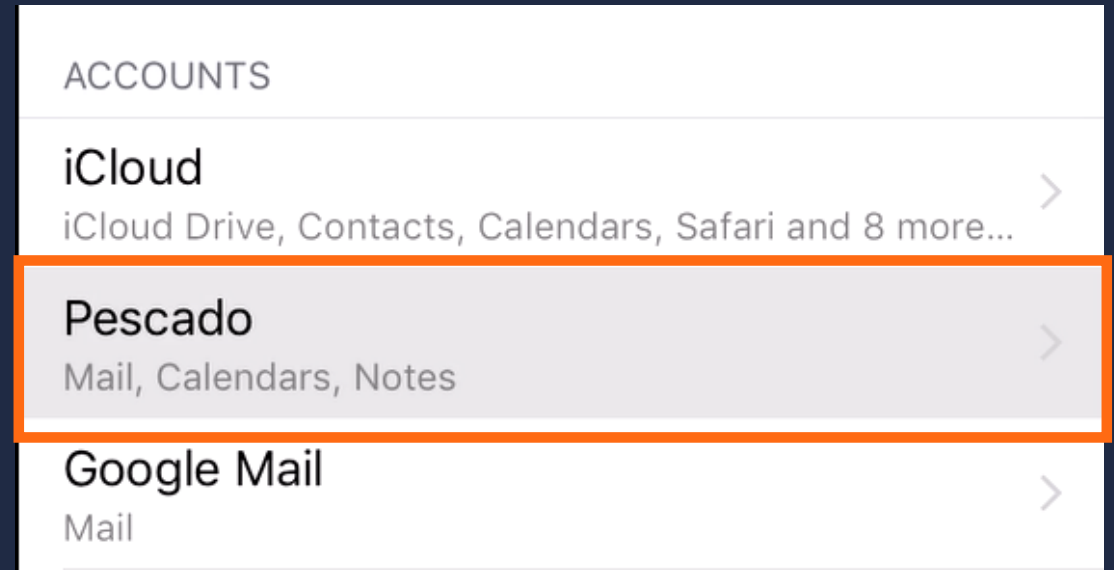 ACCOUNTS
iCloud
iCloud Drive, Contacts, Calendars, Safari and 8 more...
Pescado
Mail, Calendars, Notes
Google Mail
Mail